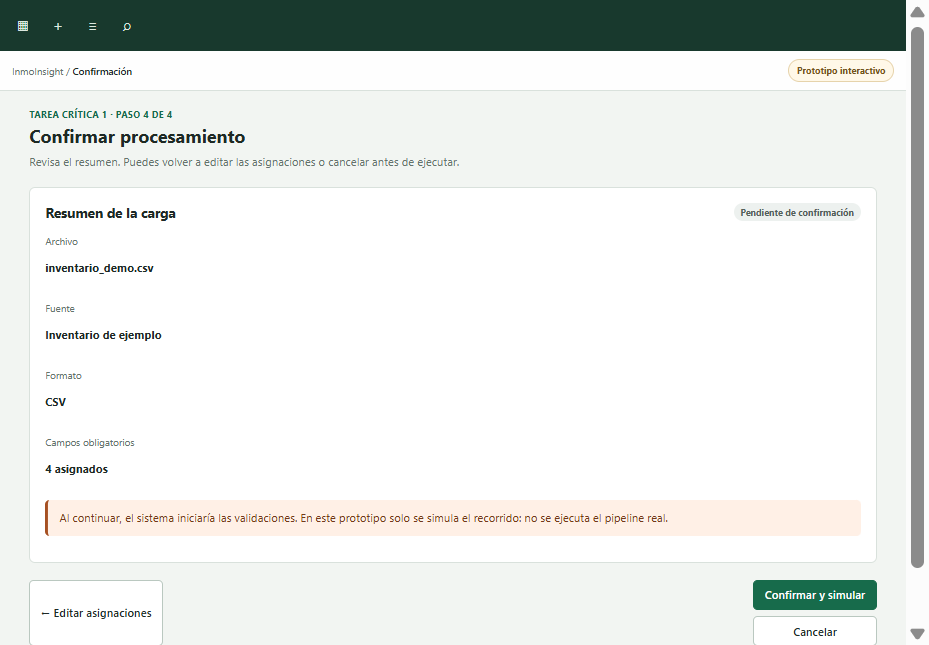 InmoInsight / Confirmación
Prototipo interactivo
TAREA CRÍTICA 1 · PASO 4 DE 4
Confirmar procesamiento
Revisa el resumen. Puedes volver a editar las asignaciones o cancelar antes de ejecutar.
Resumen de la carga
Pendiente de confirmación
Archivo
inventario_demo.csv
Fuente
Inventario de ejemplo
Formato
CSV
Campos obligatorios
4 asignados
Al continuar, el sistema iniciaría las validaciones. En este prototipo solo se simula el recorrido: no se ejecuta el pipeline real.
← Editar asignaciones
Confirmar y simular
Cancelar